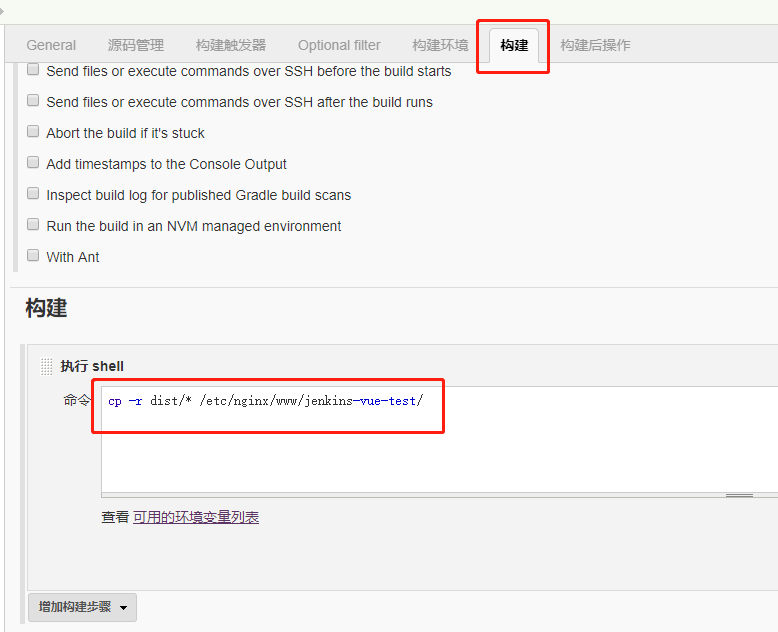 General 源码管理 构建触发器 Optional filter 构建环境 构建 构建后操作
Send files or execute commands over SSH before the build starts
Send files or execute commands over SSH after the build runs
Abort the build if it's stuck
Add timestamps to the Console Output
Inspect build log for published Gradle build scans
Run the build in an NVM managed environment
With Ant
构建
执行 shell
命令 cp -r dist/* /etc/nginx/www/jenkins-vue-test/
查看 可用的环境变量列表
增加构建步骤